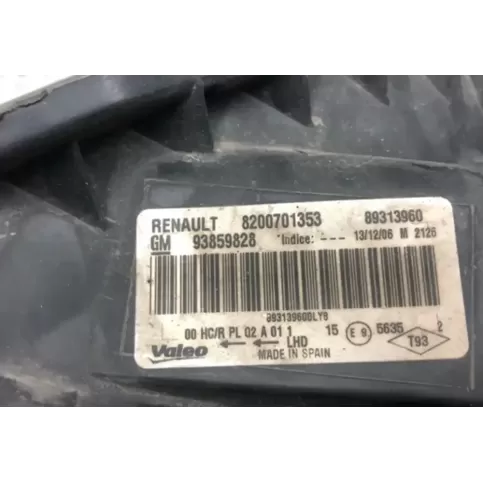 RENAULT 8200701353 89313960
GM 93859828 Indice: - - - 13/12/06 M 2126
89313960DLY9
00 HC/R PL 02 A 01 1 15 E 9 5635 2
Valeo ← ← LHD T93
MADE IN SPAIN